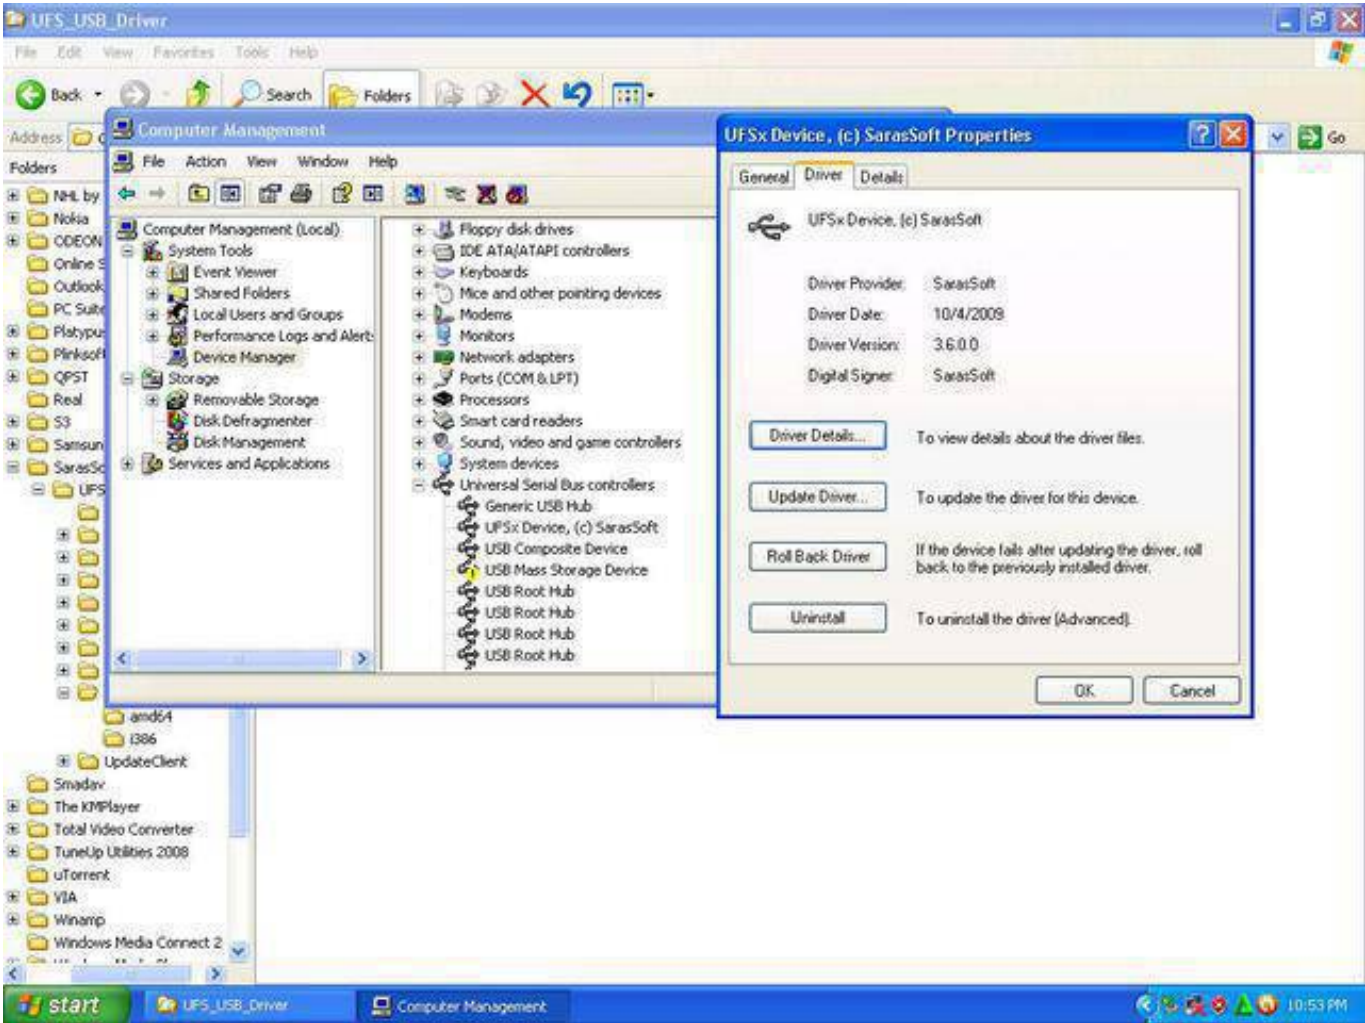 UFS_USB_Driver
File Edit View Favorites Tools Help
Back Search Folders
Address
Go
Folders
NHL by
Nokia
ODEON
Online S
Outlook
PC Suite
Platypus
Plinksoft
QPST
Real
S3
Samsun
SarasSo
UFS
amd64
i386
UpdateClient
Smadav
The KMPlayer
Total Video Converter
TuneUp Utilities 2008
uTorrent
VIA
Winamp
Windows Media Connect 2
Computer Management
File Action View Window Help
Computer Management (Local)
System Tools
Event Viewer
Shared Folders
Local Users and Groups
Performance Logs and Alerts
Device Manager
Storage
Removable Storage
Disk Defragmenter
Disk Management
Services and Applications
Floppy disk drives
IDE ATA/ATAPI controllers
Keyboards
Mice and other pointing devices
Modems
Monitors
Network adapters
Ports (COM & LPT)
Processors
Smart card readers
Sound, video and game controllers
System devices
Universal Serial Bus controllers
Generic USB Hub
UFSx Device, (c) SarasSoft
USB Composite Device
USB Mass Storage Device
USB Root Hub
USB Root Hub
USB Root Hub
USB Root Hub
UFSx Device, (c) SarasSoft Properties
General Driver Details
UFSx Device, (c) SarasSoft
Driver Provider: SarasSoft
Driver Date: 10/4/2009
Driver Version: 3.6.0.0
Digital Signer: SarasSoft
Driver Details... To view details about the driver files.
Update Driver... To update the driver for this device.
Roll Back Driver If the device fails after updating the driver, roll
back to the previously installed driver.
Uninstall To uninstall the driver (Advanced).
OK Cancel
start UFS_USB_Driver Computer Management 10:53 PM